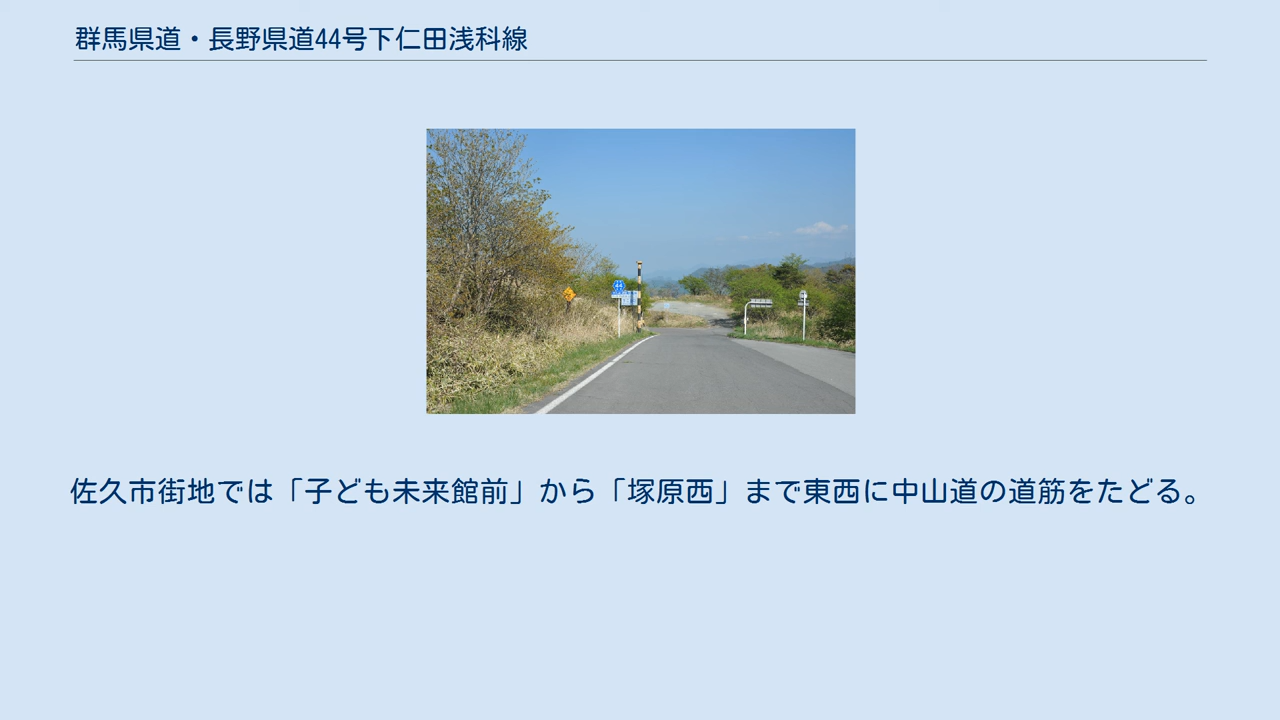 群馬県道・長野県道44号下仁田浅科線
44
佐久市街地では「子ども未来館前」から「塚原西」まで東西に中山道の道筋をたどる。